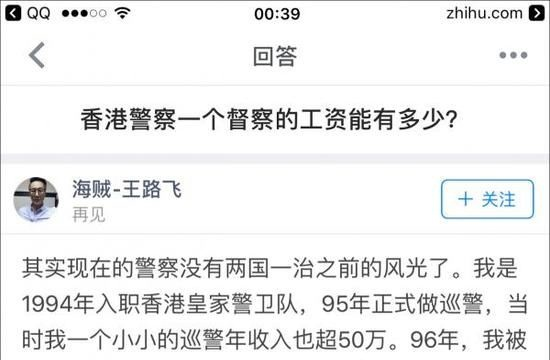 QQ 00:39 zhihu.com
回答
香港警察一个督察的工资能有多少?
海贼-王路飞
再见
+ 关注
其实现在的警察没有两国一治之前的风光了。我是
1994年入职香港皇家警卫队，95年正式做巡警，当
时我一个小小的巡警年收入也超50万。96年，我被